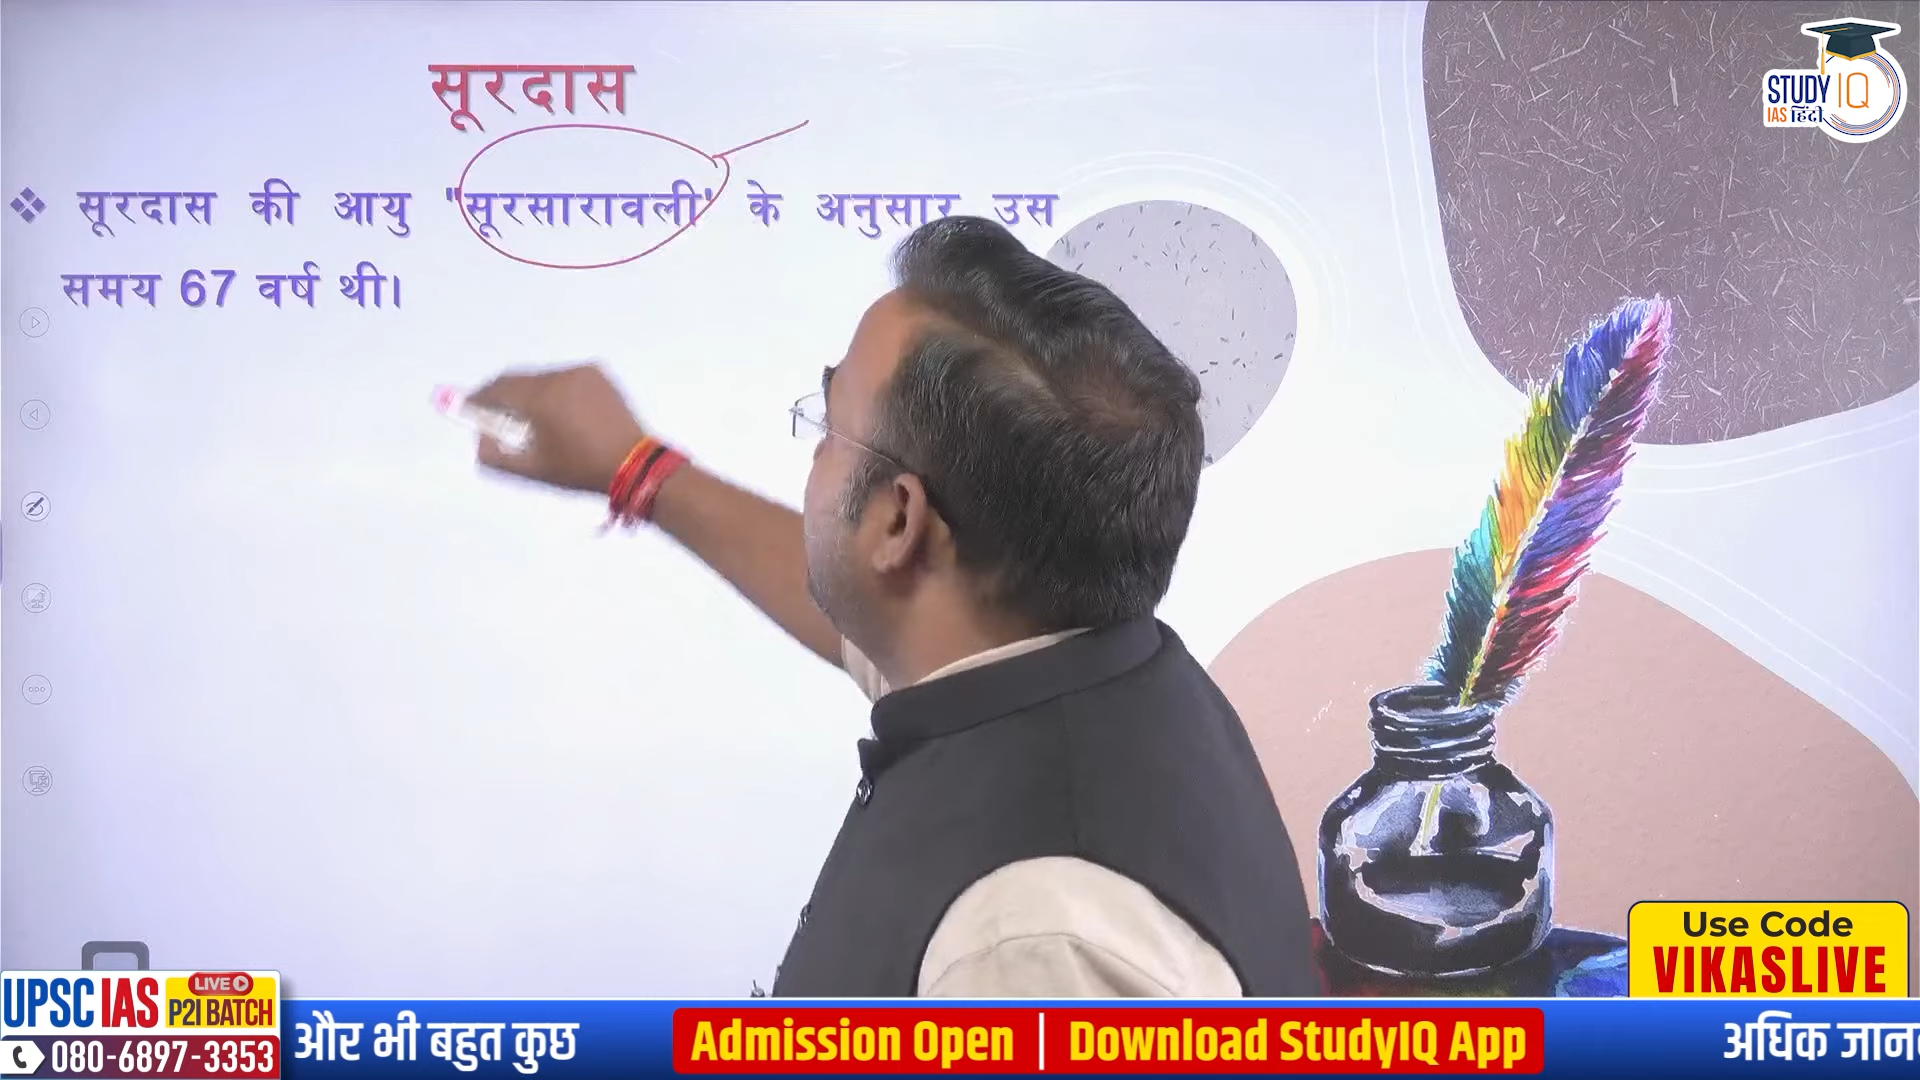 सूरदास
❖ सूरदास की आयु "सूरसारावली' के अनुसार उस
समय 67 वर्ष थी।
STUDY IQ
IAS हिंदी
Use Code
VIKASLIVE
LIVE
UPSC IAS P2I BATCH
080-6897-3353
और भी बहुत कुछ
Admission Open | Download StudyIQ App
अधिक